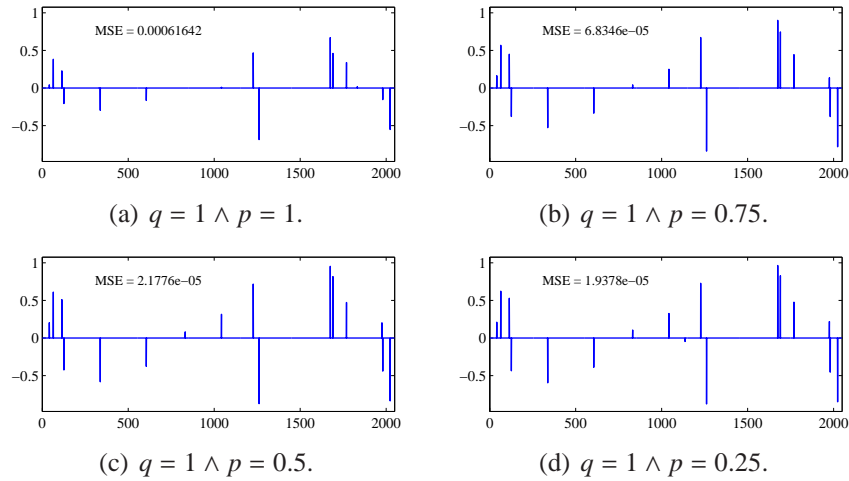 1
0.5
0
−0.5
MSE = 0.00061642
0 500 1000 1500 2000
(a) q = 1 ∧ p = 1.
1
0.5
0
−0.5
MSE = 6.8346e−05
0 500 1000 1500 2000
(b) q = 1 ∧ p = 0.75.
1
0.5
0
−0.5
MSE = 2.1776e−05
0 500 1000 1500 2000
(c) q = 1 ∧ p = 0.5.
1
0.5
0
−0.5
MSE = 1.9378e−05
0 500 1000 1500 2000
(d) q = 1 ∧ p = 0.25.